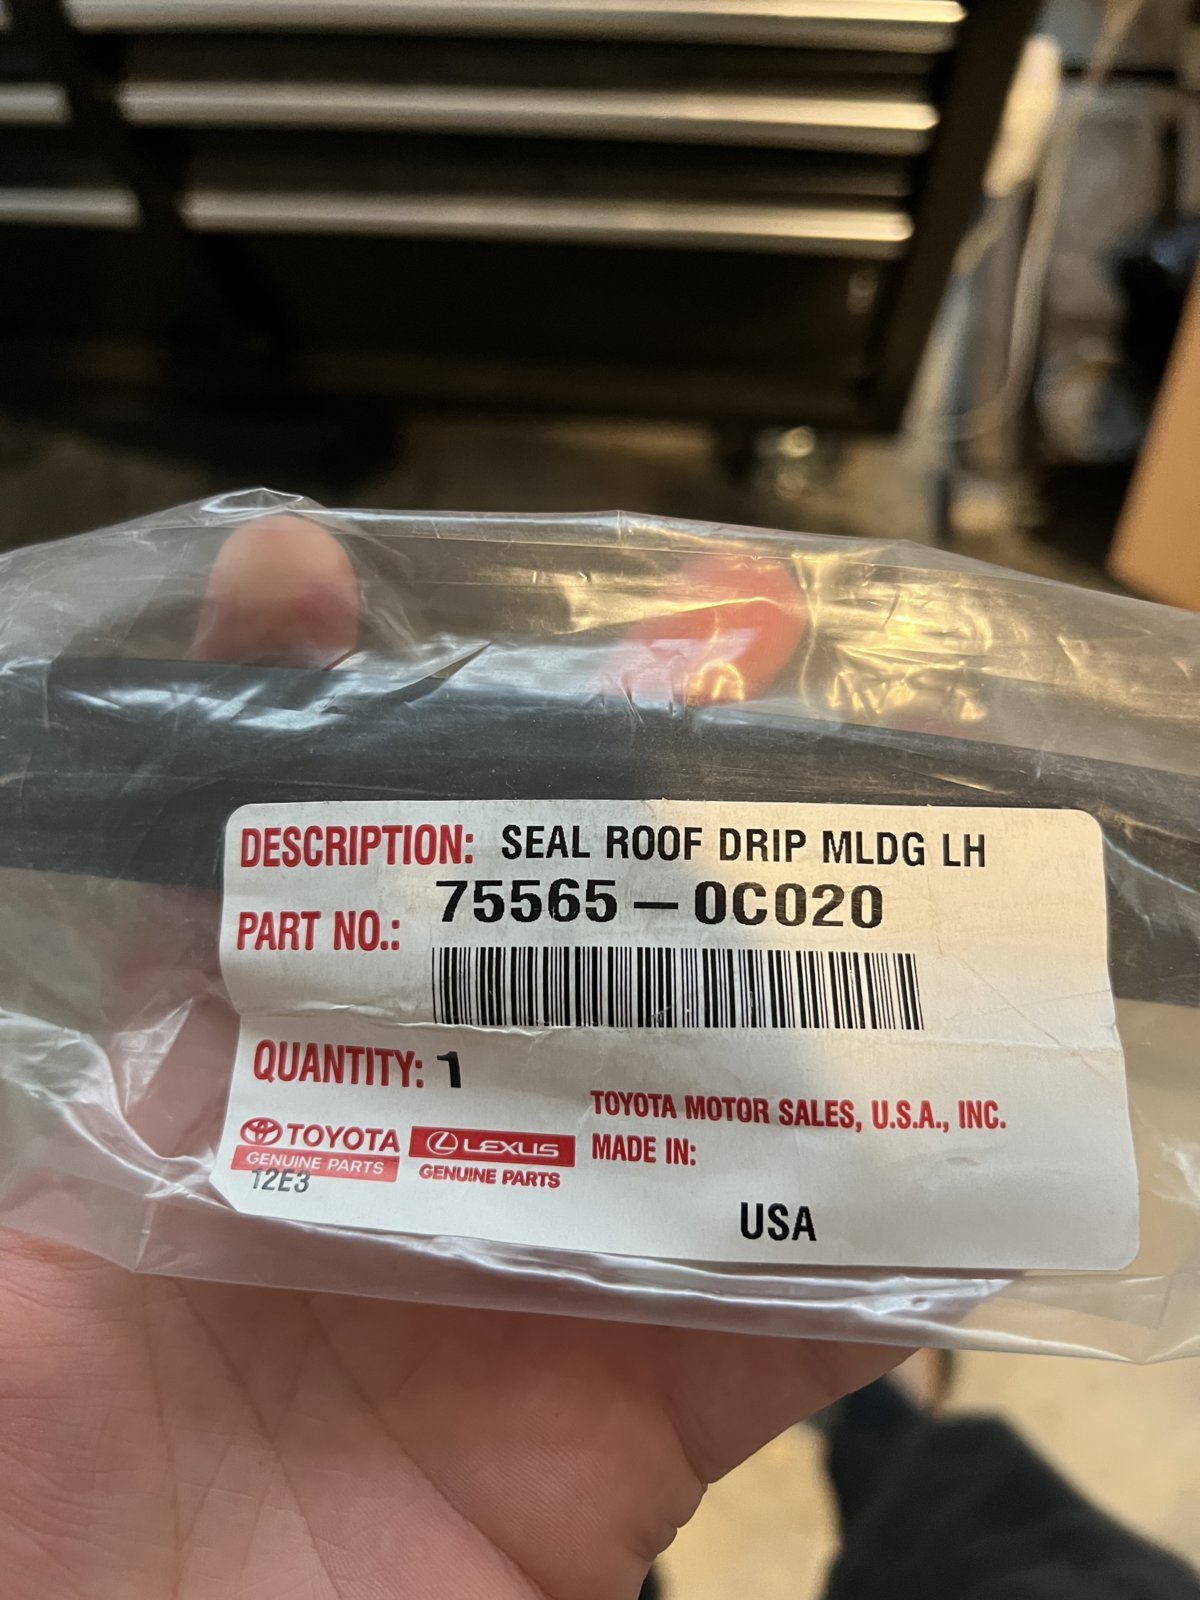 DESCRIPTION: SEAL ROOF DRIP MLDG LH
PART NO.: 75565-0C020
QUANTITY: 1
TOYOTA MOTOR SALES, U.S.A., INC.
TOYOTA LEXUS MADE IN:
GENUINE PARTS GENUINE PARTS
12E3
USA